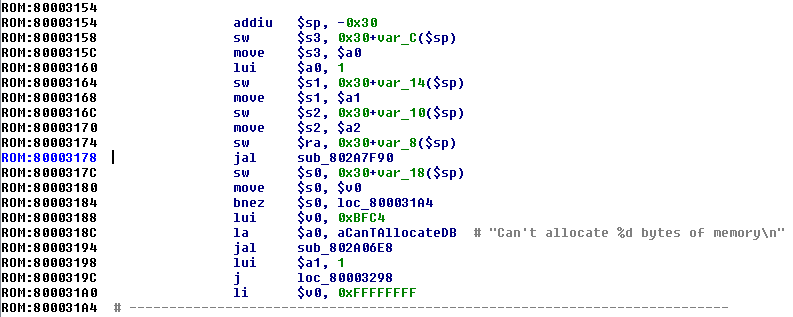 ROM:80003154
ROM:80003154 addiu $sp, -0x30
ROM:80003158 sw $s3, 0x30+var_C($sp)
ROM:8000315C move $s3, $a0
ROM:80003160 lui $a0, 1
ROM:80003164 sw $s1, 0x30+var_14($sp)
ROM:80003168 move $s1, $a1
ROM:8000316C sw $s2, 0x30+var_10($sp)
ROM:80003170 move $s2, $a2
ROM:80003174 sw $ra, 0x30+var_8($sp)
ROM:80003178 jal sub_802A7F90
ROM:8000317C sw $s0, 0x30+var_18($sp)
ROM:80003180 move $s0, $v0
ROM:80003184 bnez $s0, loc_800031A4
ROM:80003188 lui $v0, 0xBFC4
ROM:8000318C la $a0, aCanTAllocateDB # "Can't allocate %d bytes of memory\n"
ROM:80003194 jal sub_802A06E8
ROM:80003198 lui $a1, 1
ROM:8000319C j loc_80003298
ROM:800031A0 li $v0, 0xFFFFFFFF
ROM:800031A4 # ---------------------------------------------------------------------------